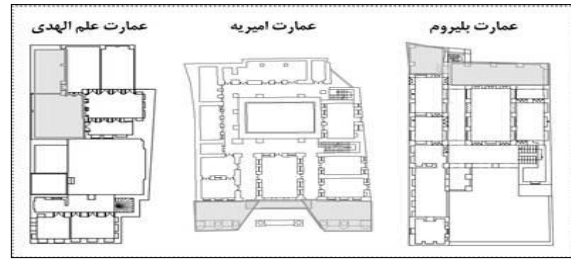 عمارت بلیروم
عمارت امیریه
عمارت علم الهدی